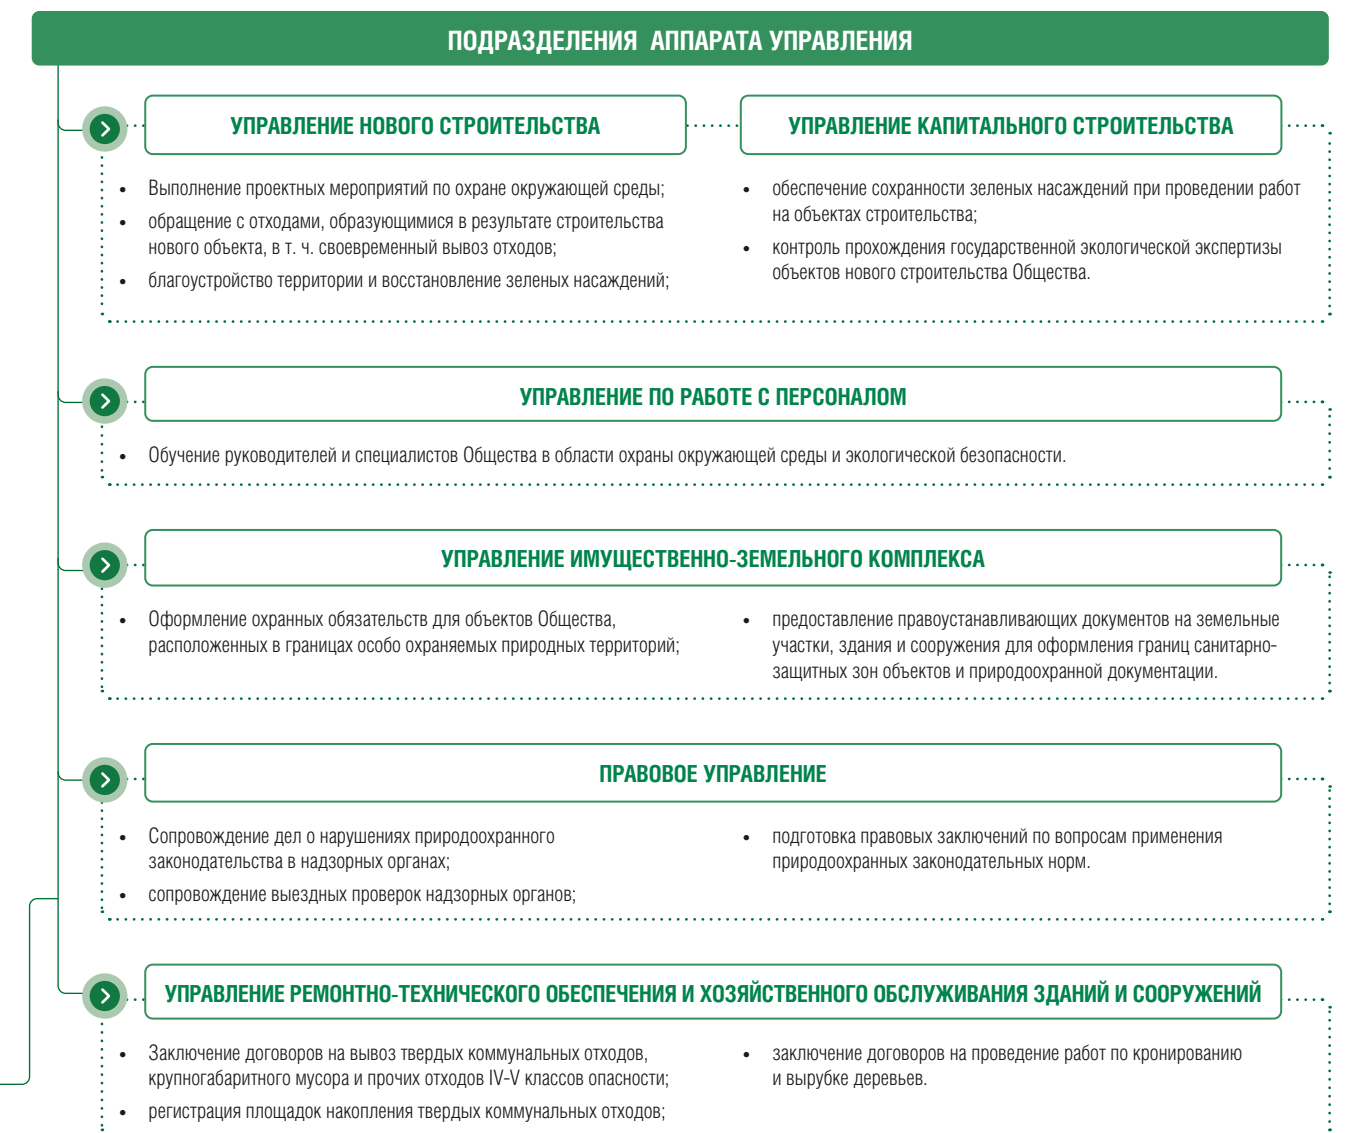 ПОДРАЗДЕЛЕНИЯ АППАРАТА УПРАВЛЕНИЯ
УПРАВЛЕНИЕ НОВОГО СТРОИТЕЛЬСТВА
УПРАВЛЕНИЕ КАПИТАЛЬНОГО СТРОИТЕЛЬСТВА
• Выполнение проектных мероприятий по охране окружающей среды;
• обращение с отходами, образующимися в результате строительства
нового объекта, в т. ч. своевременный вывоз отходов;
• благоустройство территории и восстановление зеленых насаждений;
• обеспечение сохранности зеленых насаждений при проведении работ
на объектах строительства;
• контроль прохождения государственной экологической экспертизы
объектов нового строительства Общества.
УПРАВЛЕНИЕ ПО РАБОТЕ С ПЕРСОНАЛОМ
• Обучение руководителей и специалистов Общества в области охраны окружающей среды и экологической безопасности.
УПРАВЛЕНИЕ ИМУЩЕСТВЕННО-ЗЕМЕЛЬНОГО КОМПЛЕКСА
• Оформление охранных обязательств для объектов Общества,
расположенных в границах особо охраняемых природных территорий;
• предоставление правоустанавливающих документов на земельные
участки, здания и сооружения для оформления границ санитарно-
защитных зон объектов и природоохранной документации.
ПРАВОВОЕ УПРАВЛЕНИЕ
• Сопровождение дел о нарушениях природоохранного
законодательства в надзорных органах;
• сопровождение выездных проверок надзорных органов;
• подготовка правовых заключений по вопросам применения
природоохранных законодательных норм.
УПРАВЛЕНИЕ РЕМОНТНО-ТЕХНИЧЕСКОГО ОБЕСПЕЧЕНИЯ И ХОЗЯЙСТВЕННОГО ОБСЛУЖИВАНИЯ ЗДАНИЙ И СООРУЖЕНИЙ
• Заключение договоров на вывоз твердых коммунальных отходов,
крупногабаритного мусора и прочих отходов IV-V классов опасности;
• регистрация площадок накопления твердых коммунальных отходов;
• заключение договоров на проведение работ по кронированию
и вырубке деревьев.